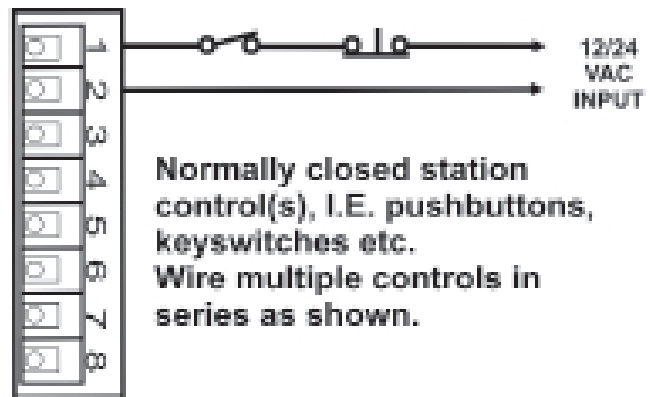 1
2
3
4
5
6
7
8
12/24
VAC
INPUT
Normally closed station
control(s), I.E. pushbuttons,
keyswitches etc.
Wire multiple controls in
series as shown.